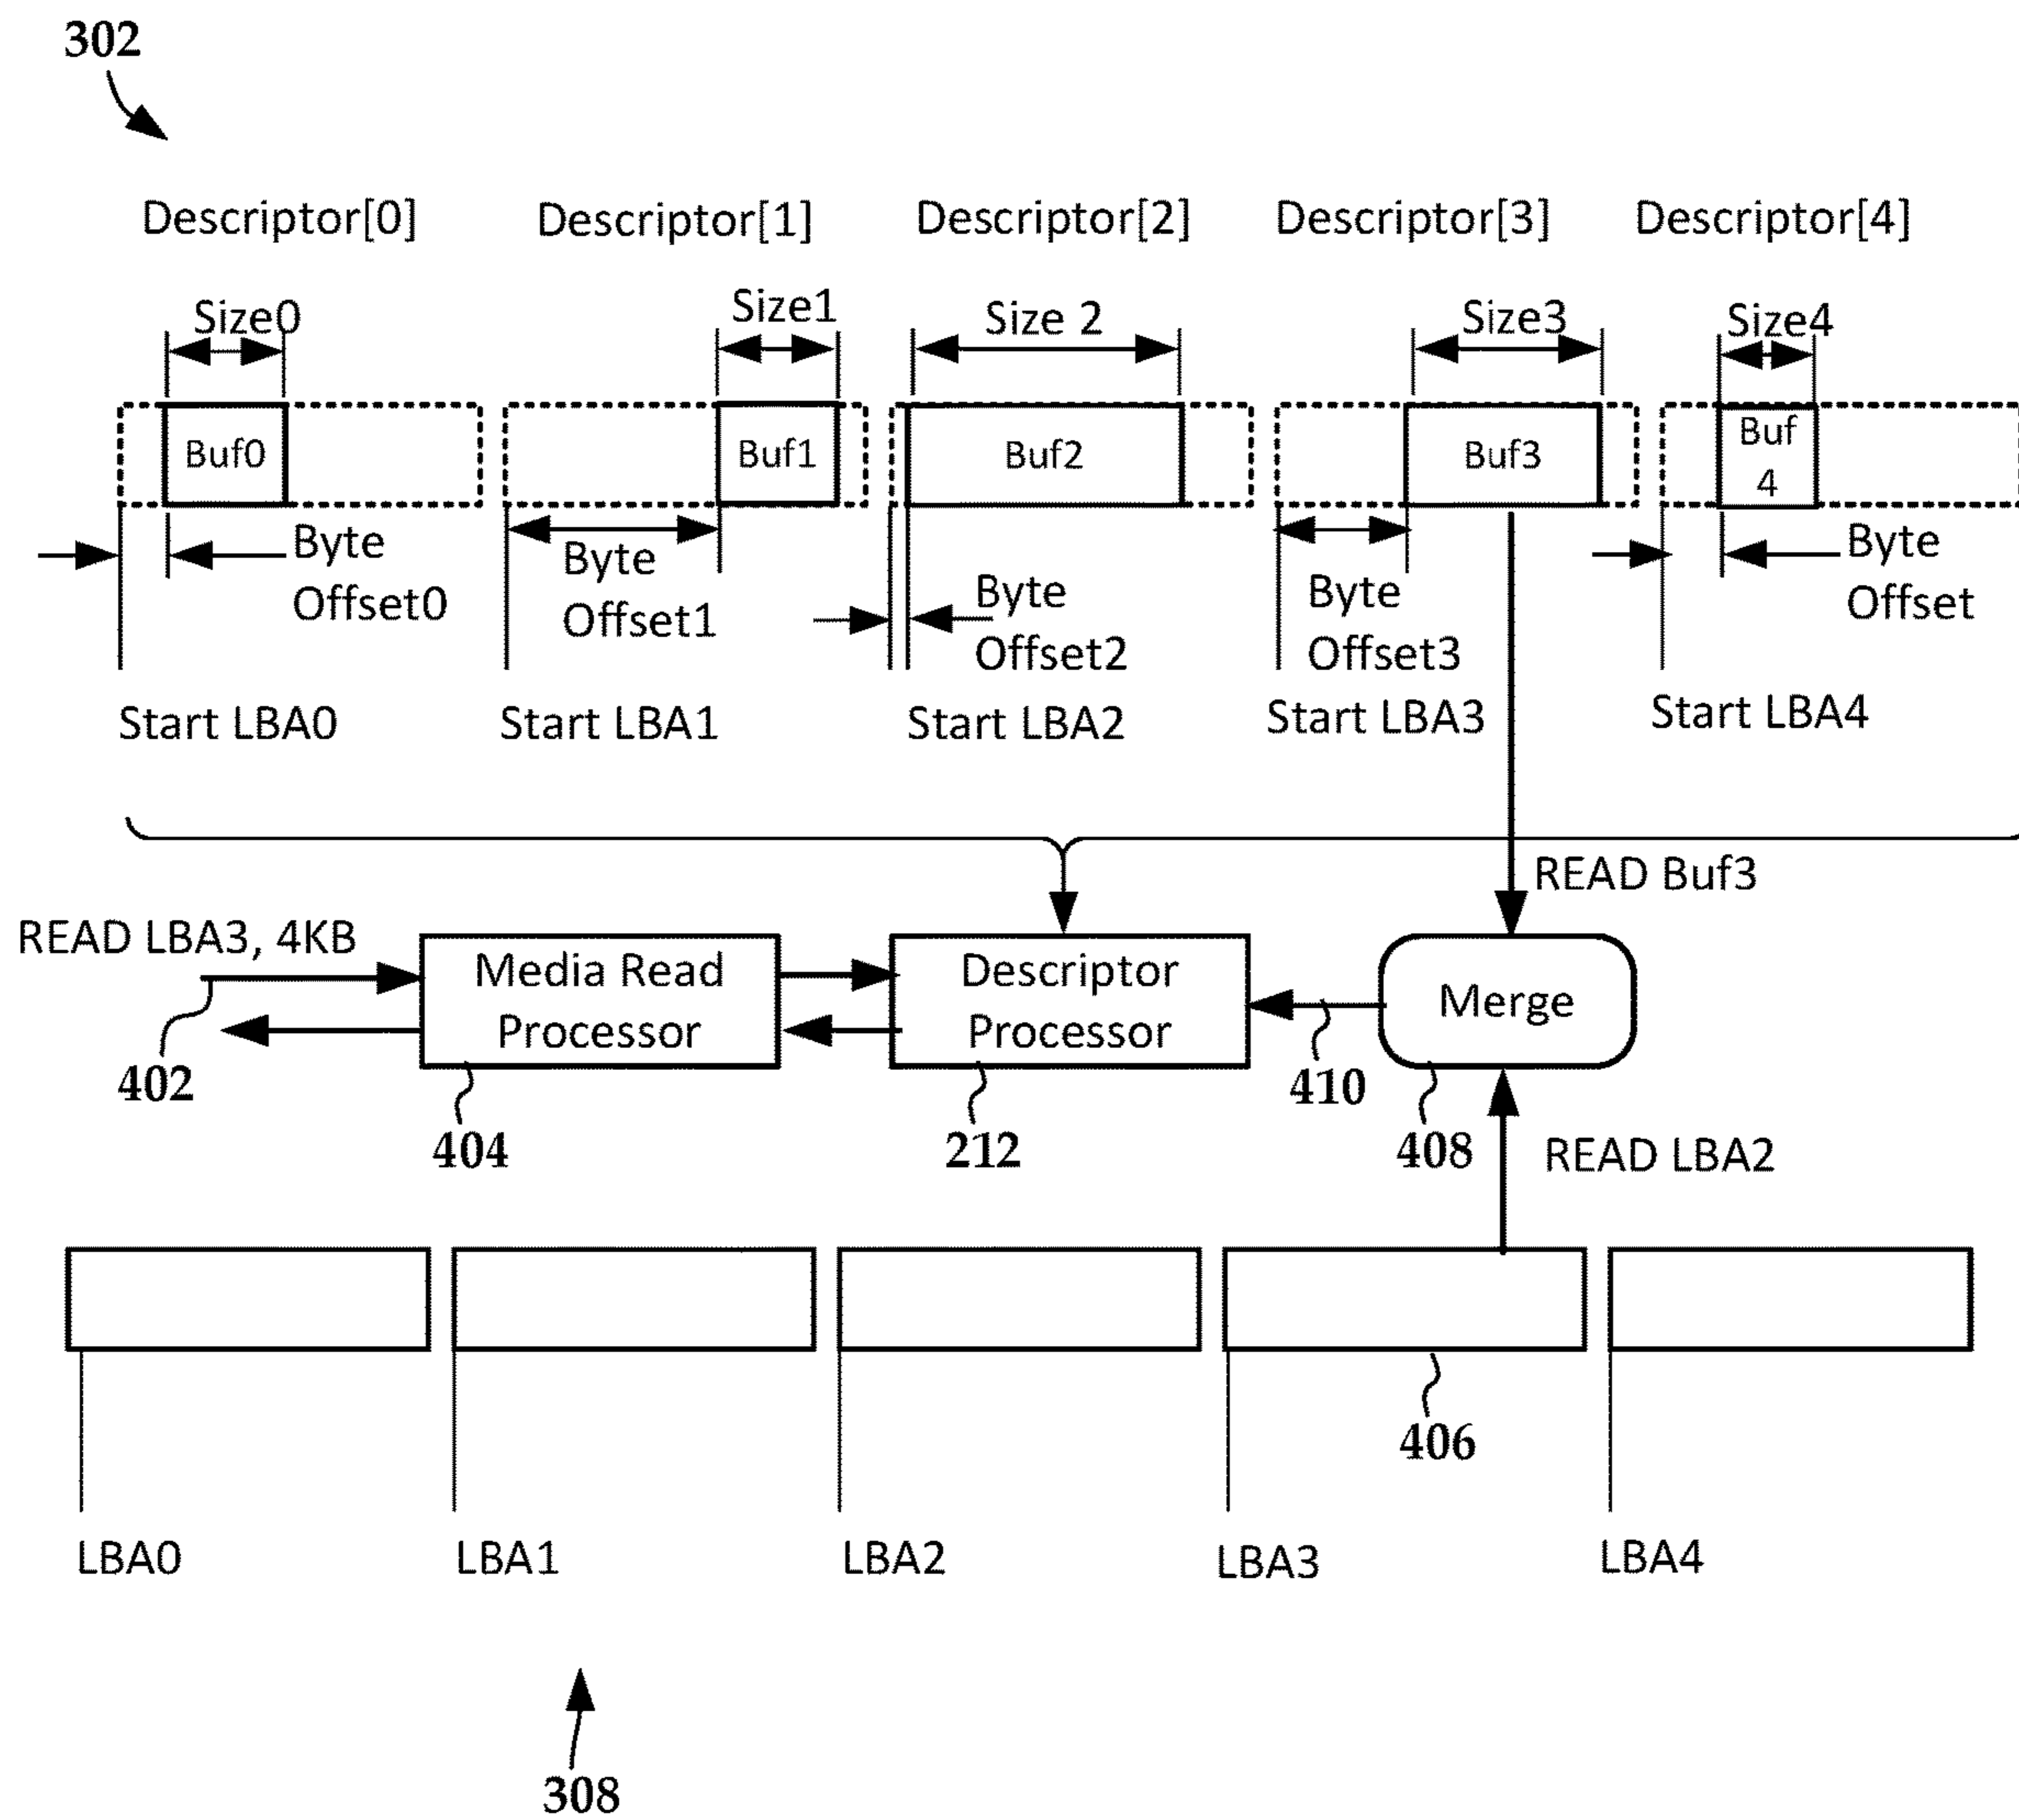 302
Descriptor[0] Descriptor[1] Descriptor[2] Descriptor[3] Descriptor[4]
Size0 Size1 Size 2 Size3 Size4
Buf0 Buf1 Buf2 Buf3 Buf
4
Byte
Offset0
Byte
Offset1
Byte
Offset2
Byte
Offset3
Byte
Offset
Start LBA0 Start LBA1 Start LBA2 Start LBA3 Start LBA4
READ Buf3
READ LBA3, 4KB
Media Read
Processor
Descriptor
Processor
Merge
402
404
212
410
408
READ LBA2
406
LBA0 LBA1 LBA2 LBA3 LBA4
308